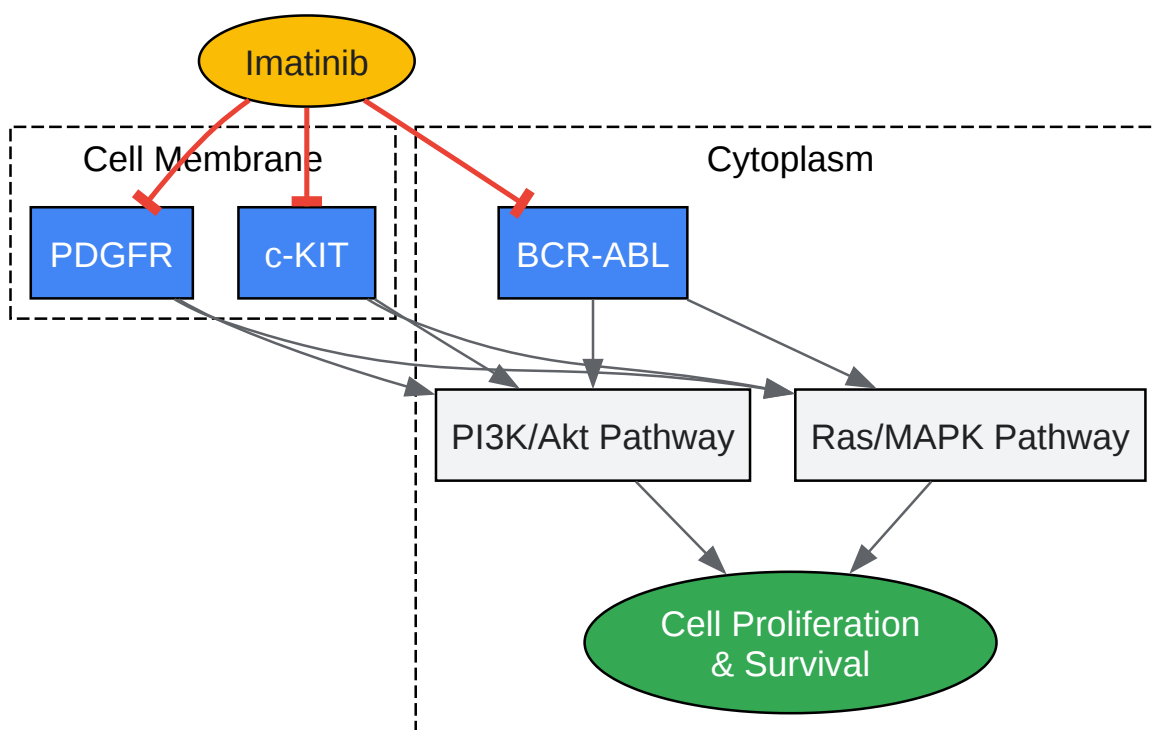 Imatinib
Cell Membrane
Cytoplasm
PDGFR
c-KIT
BCR-ABL
PI3K/Akt Pathway
Ras/MAPK Pathway
Cell Proliferation
& Survival